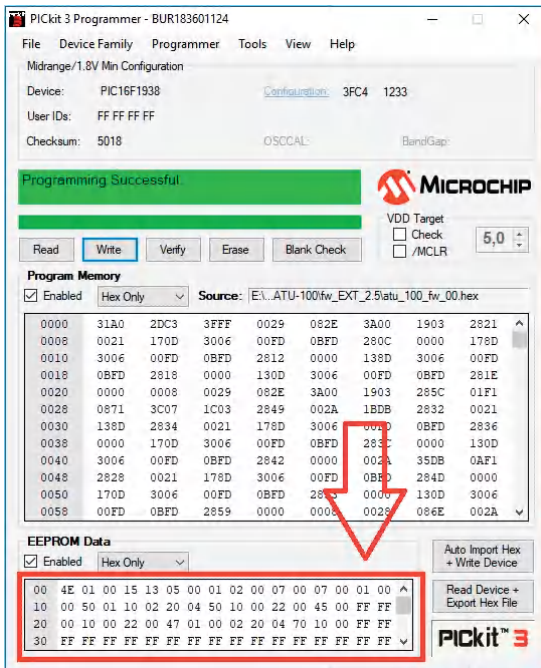 PICkit 3 Programmer - BUR183601124
File Device Family Programmer Tools View Help
Midrange/1.8V Min Configuration
Device: PIC16F1938 Configuration: 3FC4 1233
User IDs: FF FF FF FF
Checksum: 5018 OSCCAL: BandGap:
Programming Successful.
MICROCHIP
VDD Target
Check
/MCLR
5,0
Read Write Verify Erase Blank Check
Program Memory
Enabled Hex Only Source: E:\...ATU-100\fw_EXT_2.5\atu_100_fw_00.hex
0000 31A0 2DC3 3FFF 0029 082E 3A00 1903 2821
0008 0021 170D 3006 00FD 0BFD 280C 0000 178D
0010 3006 00FD 0BFD 2812 0000 138D 3006 00FD
0018 0BFD 2818 0000 130D 3006 00FD 0BFD 281E
0020 0000 0008 0029 082E 3A00 1903 285C 01F1
0028 0871 3C07 1C03 2849 002A 1BDB 2832 0021
0030 138D 2834 0021 178D 3006 0BFD 2836
0038 0000 170D 3006 00FD 0BFD 283C 0000 130D
0040 3006 00FD 0BFD 2842 0000 002A 35DB 0AF1
0048 2828 0021 178D 3006 00FD 0BFD 284D 0000
0050 170D 3006 00FD 0BFD 0000 130D 3006
0058 00FD 0BFD 2859 0000 0008 0028 086E 002A
EEPROM Data
Enabled Hex Only
Auto Import Hex
+ Write Device
Read Device +
Export Hex File
00 4E 01 00 15 13 05 00 01 02 00 07 00 07 00 01 00
10 00 50 01 10 02 20 04 50 10 00 22 00 45 00 FF FF
20 00 10 00 22 00 47 01 00 02 20 04 70 10 00 FF FF
30 FF FF FF FF FF FF FF FF FF FF FF FF FF FF FF FF
PICkit™ 3